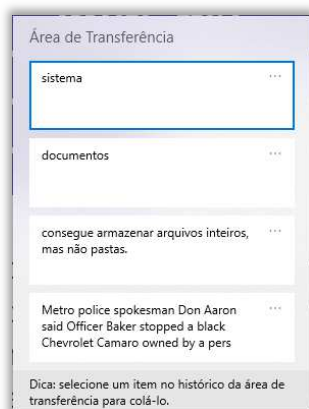 Área de Transferência
sistema
documentos
consegue armazenar arquivos inteiros,
mas não pastas.
Metro police spokesman Don Aaron
said Officer Baker stopped a black
Chevrolet Camaro owned by a pers
Dica: selecione um item no histórico da área de
transferência para colá-lo.